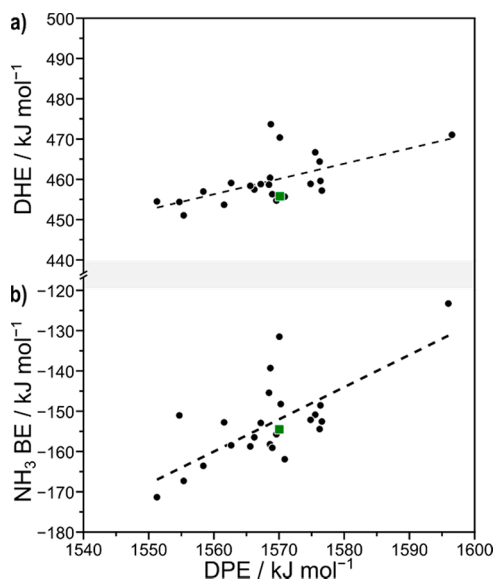 a)
500
490
480
470
460
450
440
DHE / kJ mol⁻¹
b)
−120
−130
−140
−150
−160
−170
−180
NH₃ BE / kJ mol⁻¹
1540 1550 1560 1570 1580 1590 1600
DPE / kJ mol⁻¹